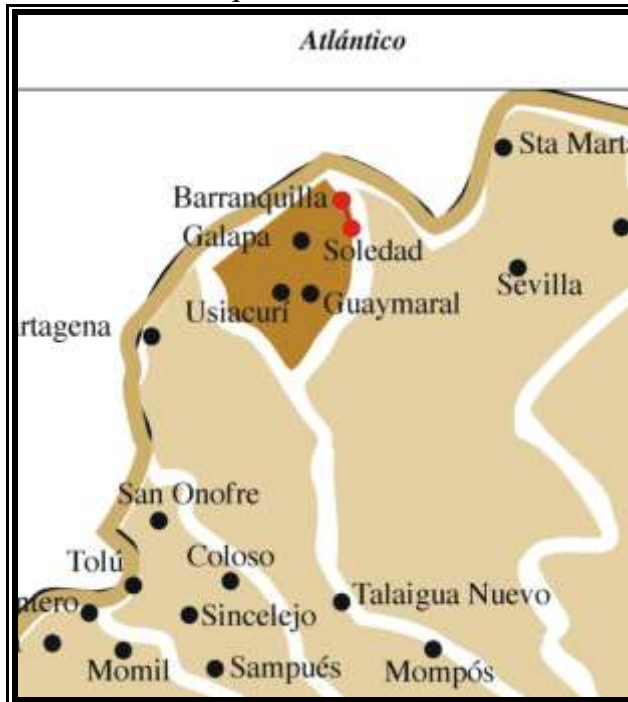 Atlántico
Sta Marta
Barranquilla
Galapa
Soledad
Sevilla
Usiacurí
Guaymaral
rtagena
San Onofre
Tolú
Coloso
ntero
Sincelejo
Talaigua Nuevo
Momil
Sampués
Mompós